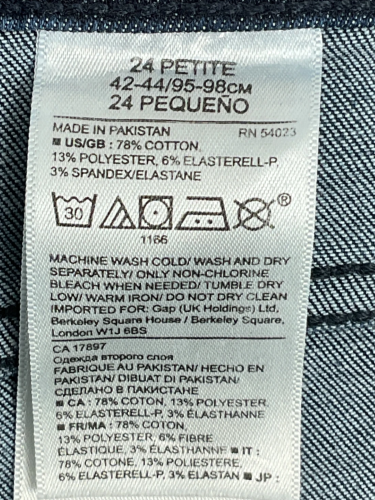 24 PETITE
42-44/95-98CM
24 PEQUEÑO
MADE IN PAKISTAN RN 54023
■ US/GB : 78% COTTON,
13% POLYESTER, 6% ELASTERELL-P,
3% SPANDEX/ELASTANE
30 ®
1166
MACHINE WASH COLD/ WASH AND DRY
SEPARATELY/ ONLY NON-CHLORINE
BLEACH WHEN NEEDED/ TUMBLE DRY
LOW/ WARM IRON/ DO NOT DRY CLEAN
IMPORTED FOR: Gap (UK Holdings) Ltd,
Berkeley Square House / Berkeley Square,
London W1J 6BS
CA 17897
Одежда второго слоя
FABRIQUE AU PAKISTAN/ HECHO EN
PAKISTAN/ DIBUAT DI PAKISTAN/
СДЕЛАНО В ПАКИСТАНЕ
■ CA : 78% COTON, 13% POLYESTER,
6% ELASTERELL-P, 3% ÉLASTHANNE
■ FR/MA : 78% COTON,
13% POLYESTER, 6% FIBRE
ÉLASTIQUE, 3% ÉLASTHANNE ■ IT :
78% COTONE, 13% POLIESTERE,
6% ELASTERELL-P, 3% ELASTAN ■ JP :